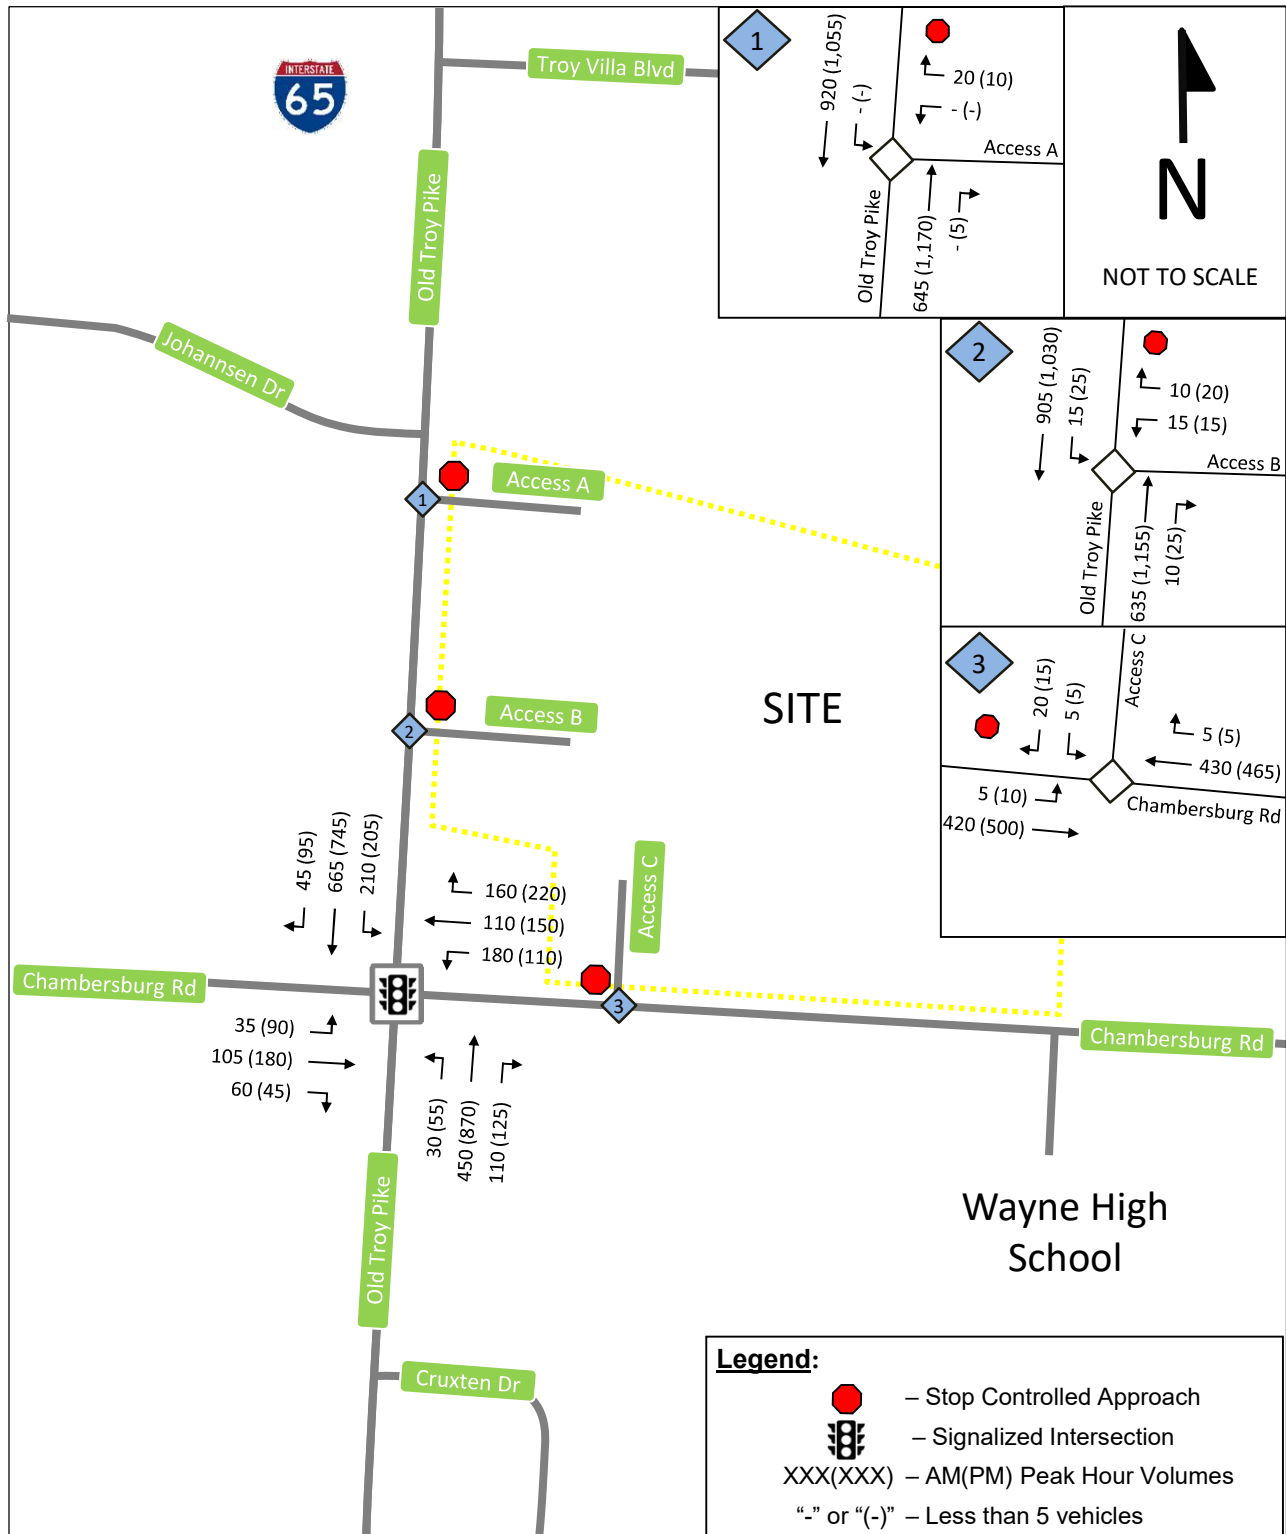 INTERSTATE
65
Troy Villa Blvd
Old Troy Pike
Johannsen Dr
1
Access A
2
Access B
SITE
45 (95)
665 (745)
210 (205)
160 (220)
110 (150)
180 (110)
Access C
3
Chambersburg Rd
Chambersburg Rd
35 (90)
105 (180)
60 (45)
30 (55)
450 (870)
110 (125)
Old Troy Pike
Wayne High
School
Cruxten Dr
1
920 (1,055)
- (-)
20 (10)
- (-)
Access A
Old Troy Pike
645 (1,170)
- (5)
N
NOT TO SCALE
2
905 (1,030)
15 (25)
10 (20)
15 (15)
Access B
Old Troy Pike
635 (1,155)
10 (25)
3
20 (15)
5 (5)
Access C
5 (5)
430 (465)
5 (10)
420 (500)
Chambersburg Rd
Legend:
– Stop Controlled Approach
– Signalized Intersection
XXX(XXX) – AM(PM) Peak Hour Volumes
“-” or “(-)” – Less than 5 vehicles